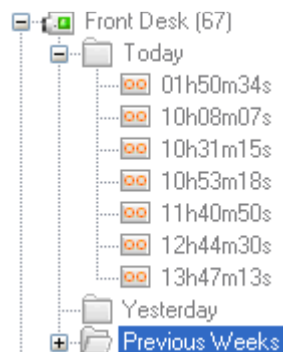 Front Desk (67)
Today
01h50m34s
10h08m07s
10h31m15s
10h53m18s
11h40m50s
12h44m30s
13h47m13s
Yesterday
Previous Weeks